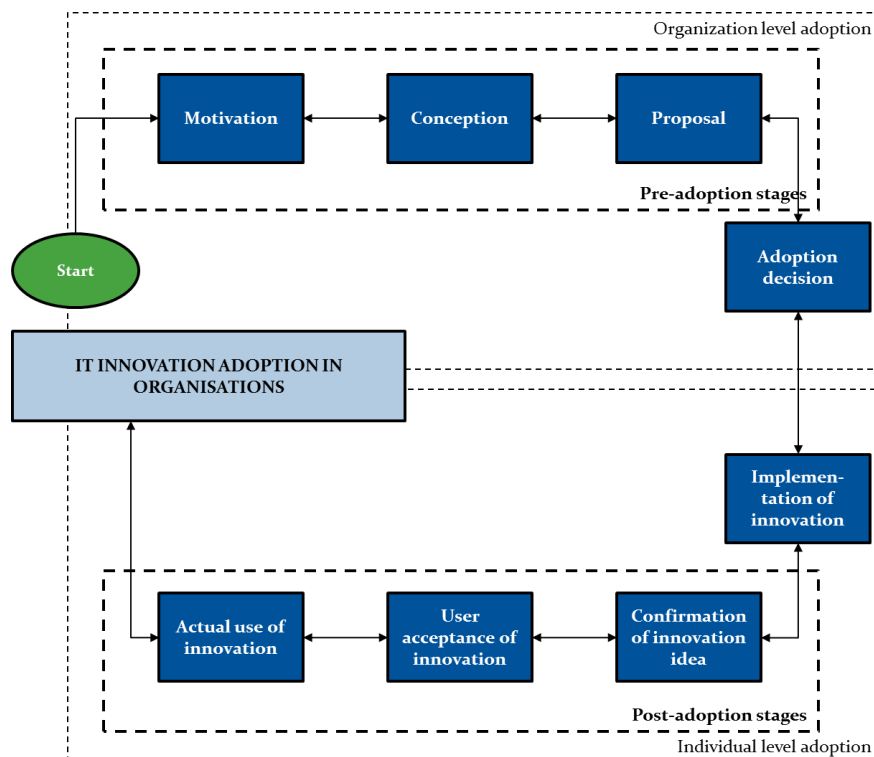 Organization level adoption
Motivation
Conception
Proposal
Pre-adoption stages
Start
Adoption
decision
IT INNOVATION ADOPTION IN
ORGANISATIONS
Implemen-
tation of
innovation
Actual use of
innovation
User
acceptance of
innovation
Confirmation
of innovation
idea
Post-adoption stages
Individual level adoption